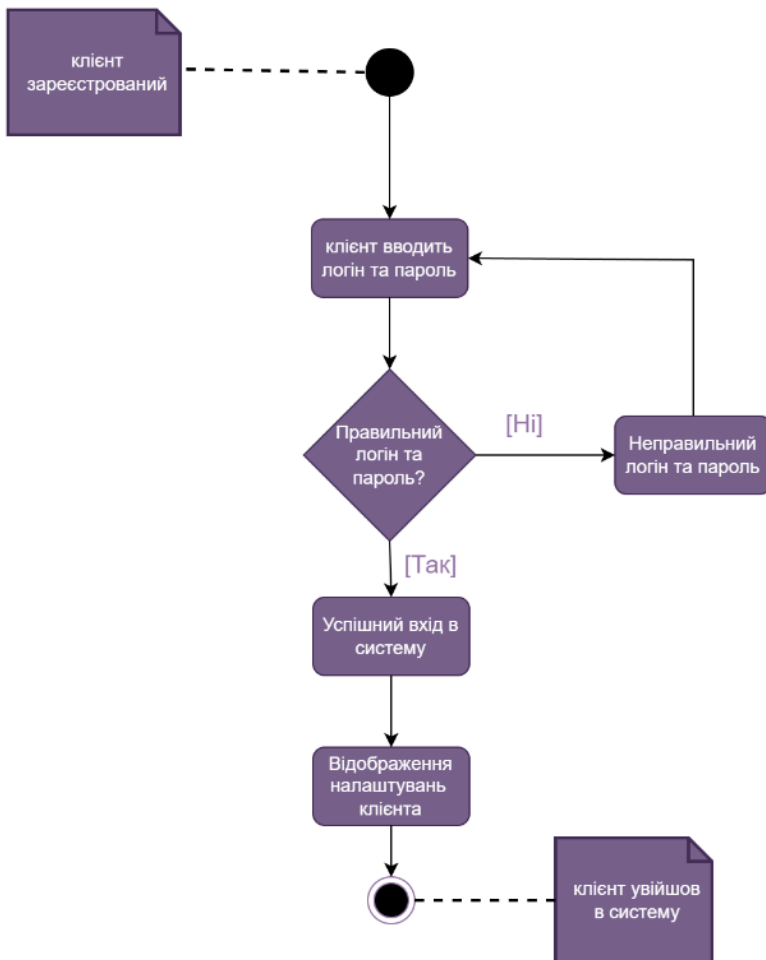 клієнт
зареєстрований
клієнт вводить
логін та пароль
Правильний
логін та
пароль?
[Ні]
Неправильний
логін та пароль
[Так]
Успішний вхід в
систему
Відображення
налаштувань
клієнта
клієнт увійшов
в систему